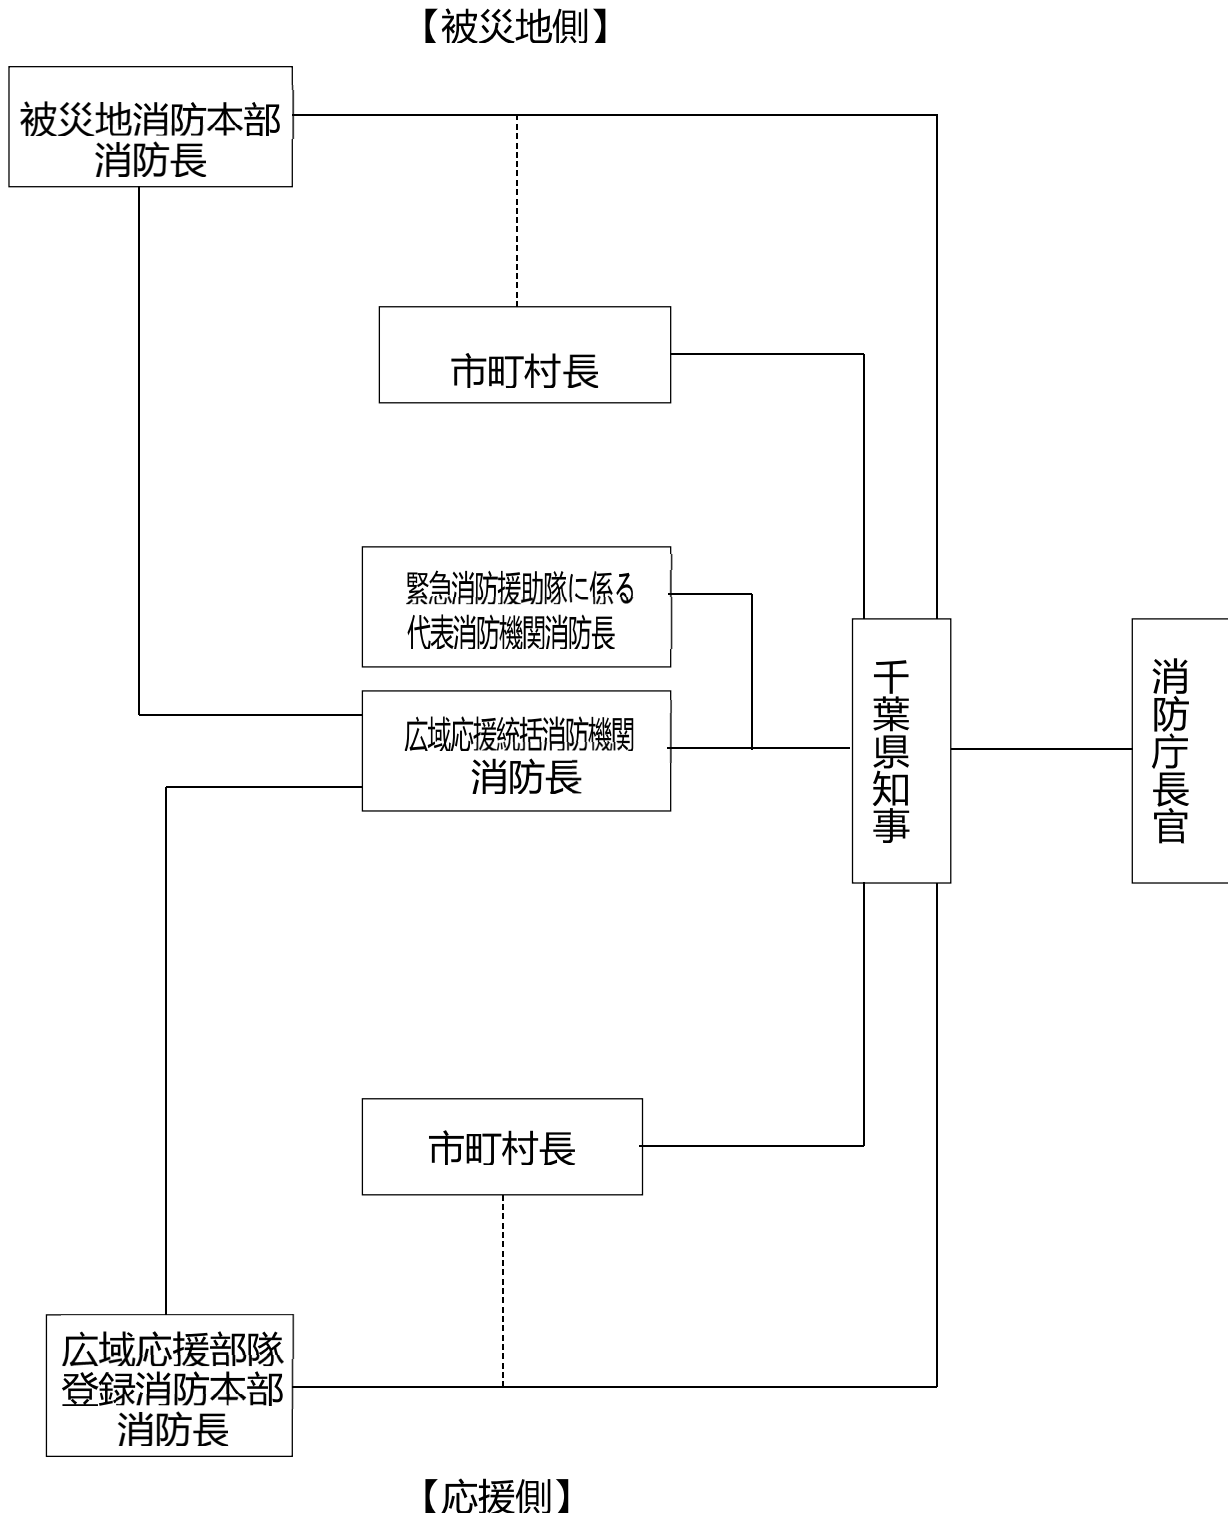 【被災地側】
被災地消防本部
消防長
市町村長
緊急消防援助隊に係る
代表消防機関消防長
広域応援統括消防機関
消防長
千葉県知事
消防庁長官
市町村長
広域応援部隊
登録消防本部
消防長
【応援側】